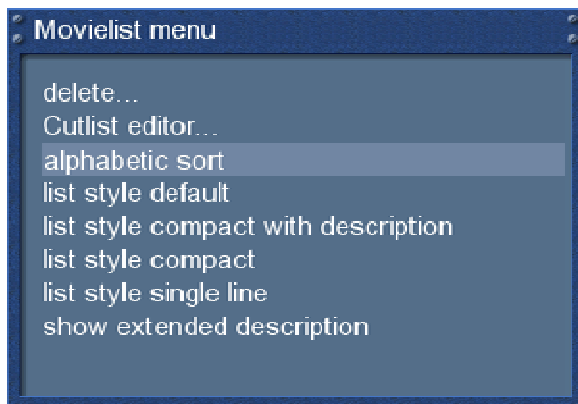 Movielist menu
delete...
Cutlist editor...
alphabetic sort
list style default
list style compact with description
list style compact
list style single line
show extended description